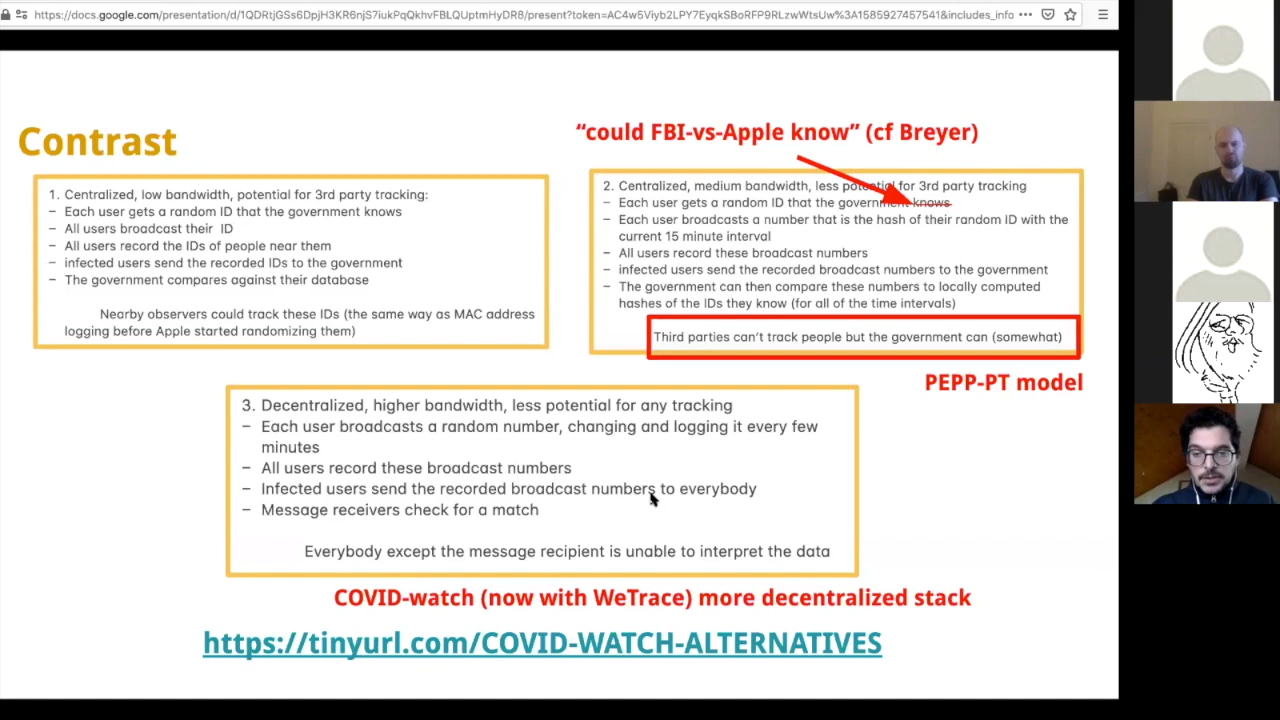 https://docs.google.com/presentation/d/1QDRtjGSs6DpjH3KR6njS7iukPqQkhvFBLQUptmHyDR8/present?token=AC4w5Viyb2LPY7EyqkSBoRFP9RLzwWtsUw%3A1585927457541&includes_info
Contrast
“could FBI-vs-Apple know” (cf Breyer)
1. Centralized, low bandwidth, potential for 3rd party tracking:
– Each user gets a random ID that the government knows
– All users broadcast their ID
– All users record the IDs of people near them
– infected users send the recorded IDs to the government
– The government compares against their database
Nearby observers could track these IDs (the same way as MAC address
logging before Apple started randomizing them)
2. Centralized, medium bandwidth, less potential for 3rd party tracking
– Each user gets a random ID that the government knows
– Each user broadcasts a number that is the hash of their random ID with the
current 15 minute interval
– All users record these broadcast numbers
– infected users send the recorded broadcast numbers to the government
– The government can then compare these numbers to locally computed
hashes of the IDs they know (for all of the time intervals)
Third parties can’t track people but the government can (somewhat)
PEPP-PT model
3. Decentralized, higher bandwidth, less potential for any tracking
– Each user broadcasts a random number, changing and logging it every few
minutes
– All users record these broadcast numbers
– Infected users send the recorded broadcast numbers to everybody
– Message receivers check for a match
Everybody except the message recipient is unable to interpret the data
COVID-watch (now with WeTrace) more decentralized stack
https://tinyurl.com/COVID-WATCH-ALTERNATIVES